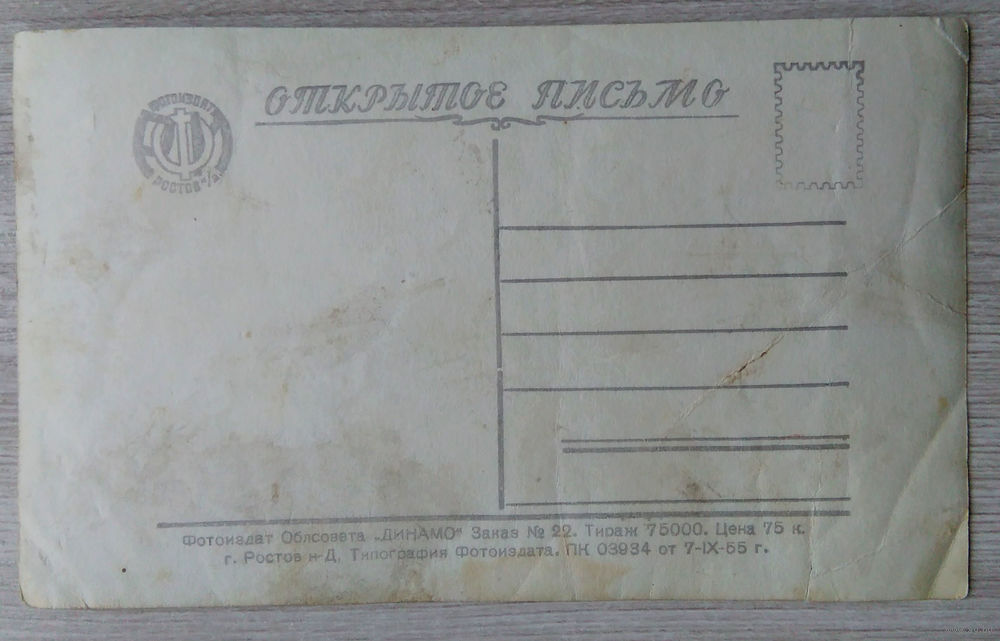 ОТКРЫТОЕ ПИСЬМО
ФОТОИЗДАТ
РОСТОВ н/Д.
Фотоиздат Облсовета „ДИНАМО" Заказ № 22. Тираж 75000. Цена 75 к.
г. Ростов н-Д, Типография Фотоиздата. ПК 03934 от 7-IX-55 г.